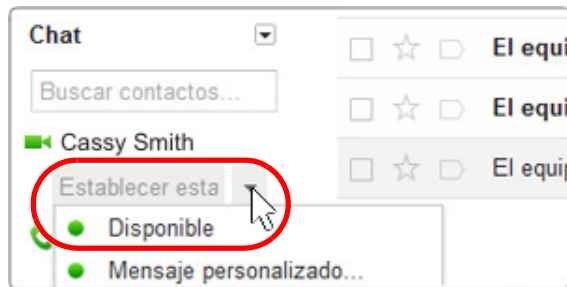 Chat
Buscar contactos...
Cassy Smith
Establecer esta
Disponible
Mensaje personalizado...
El equi
El equi
El equip